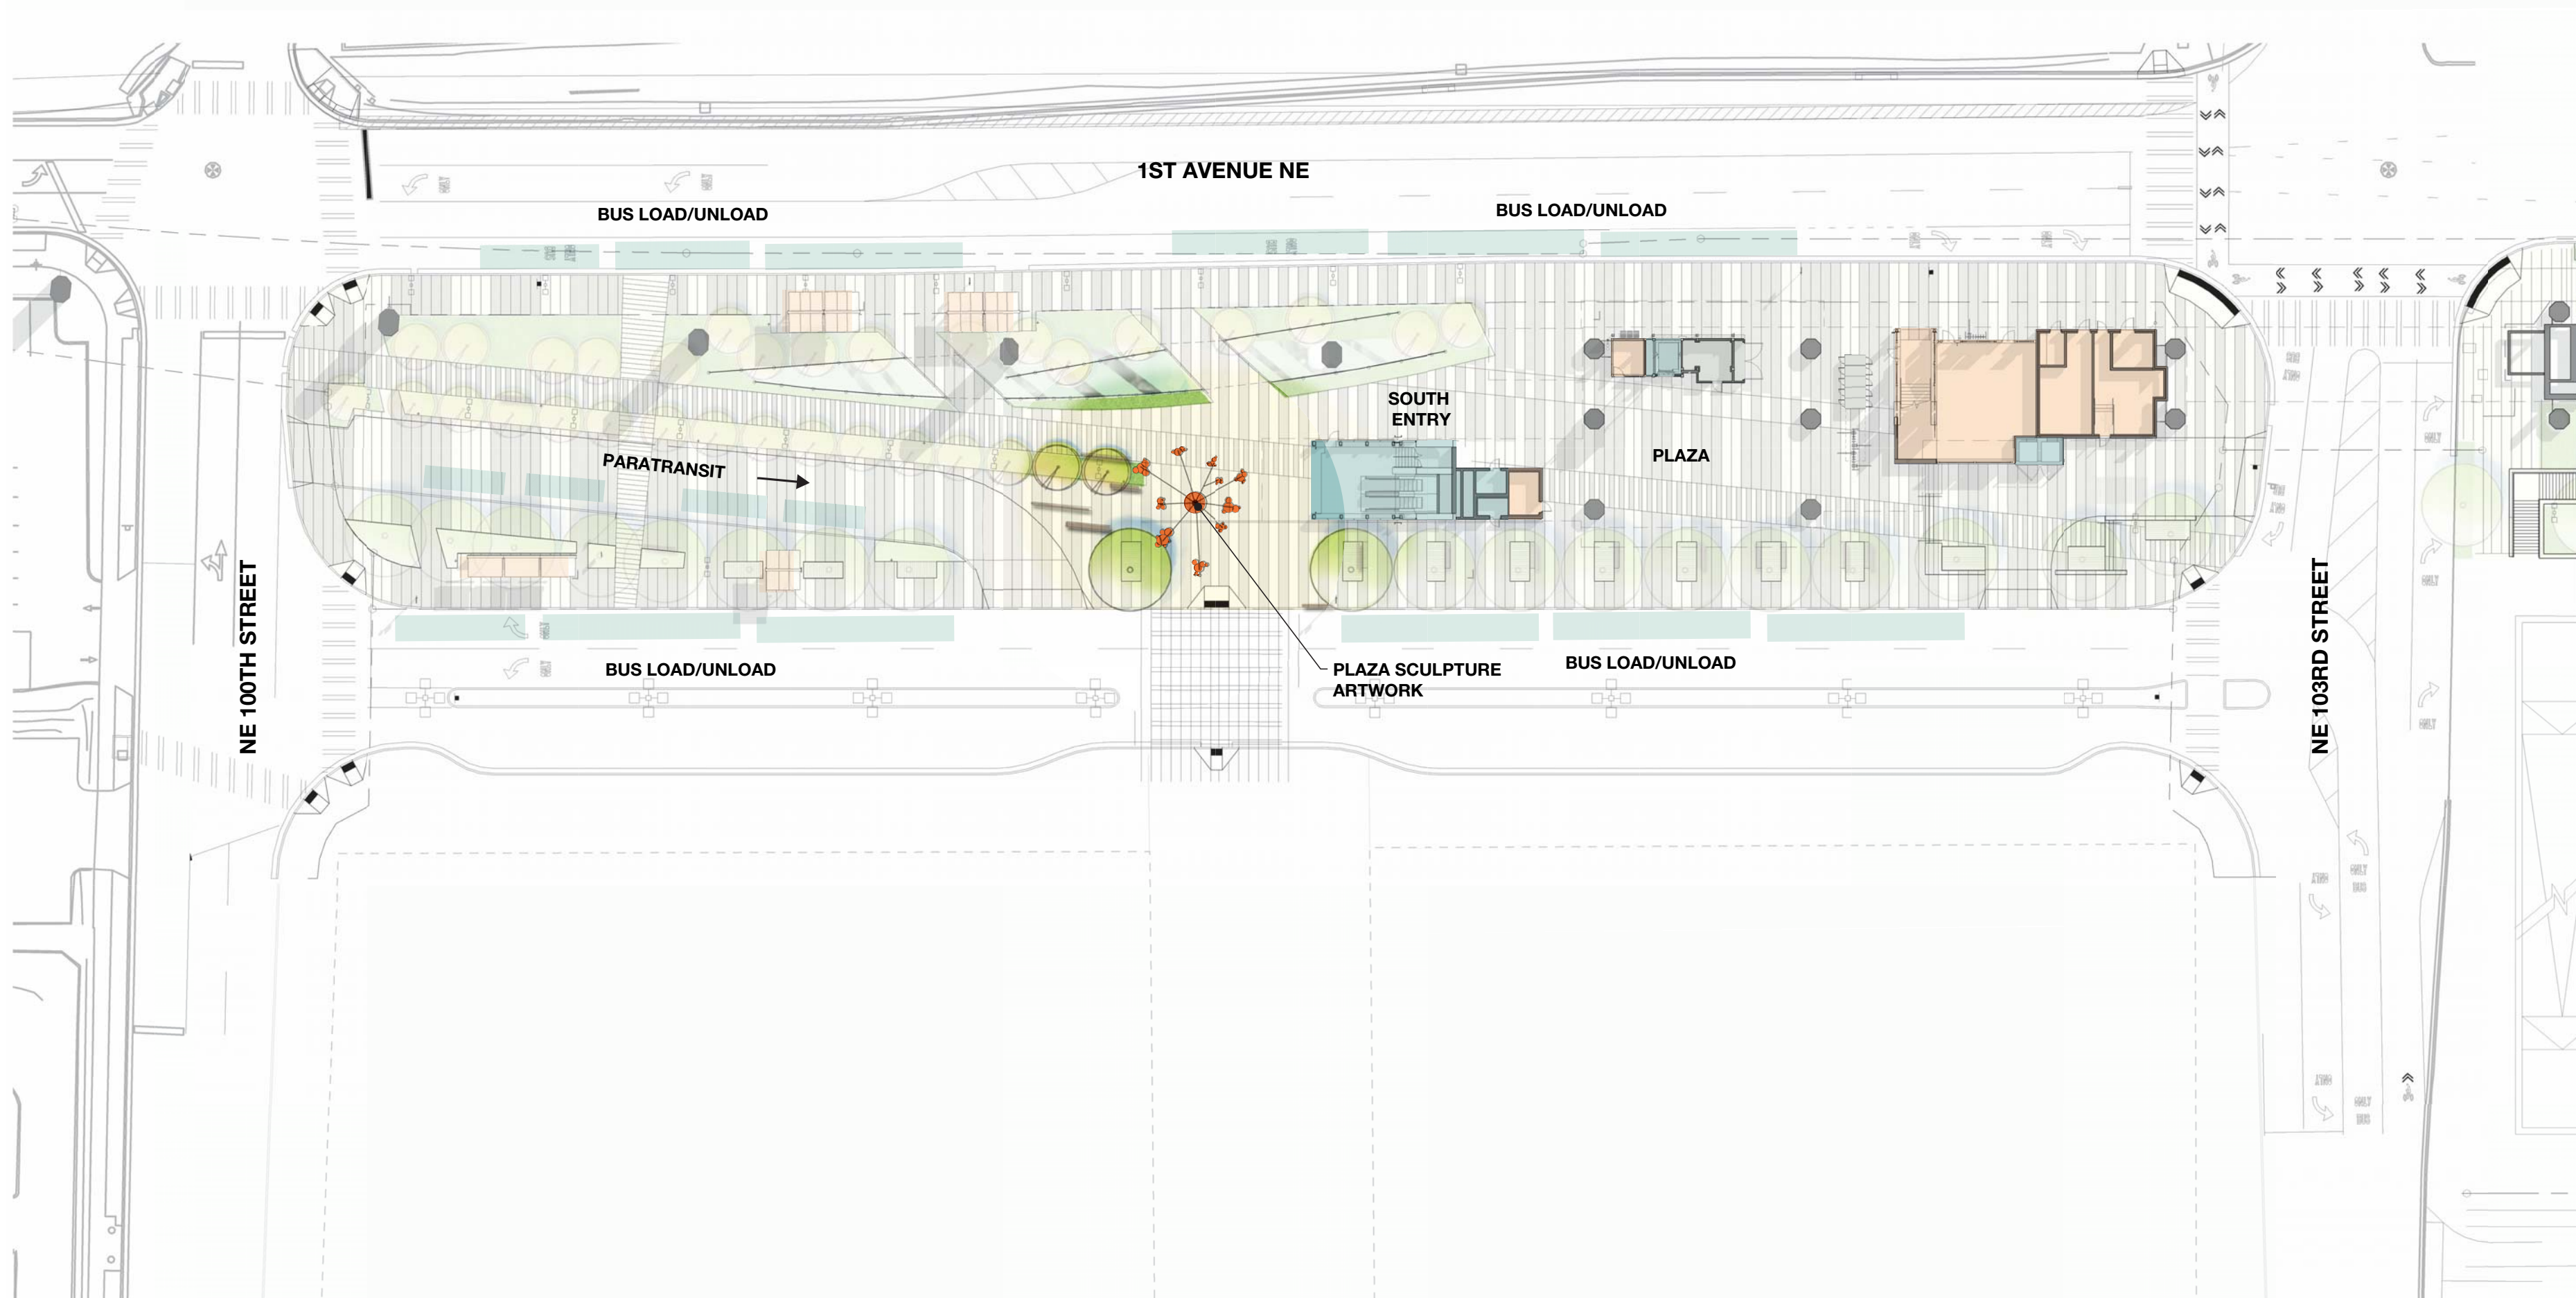 1ST AVENUE NE
BUS LOAD/UNLOAD
BUS LOAD/UNLOAD
SOUTH
ENTRY
PARATRANSIT
PLAZA
NE 100TH STREET
NE 103RD STREET
BUS LOAD/UNLOAD
PLAZA SCULPTURE
ARTWORK
BUS LOAD/UNLOAD